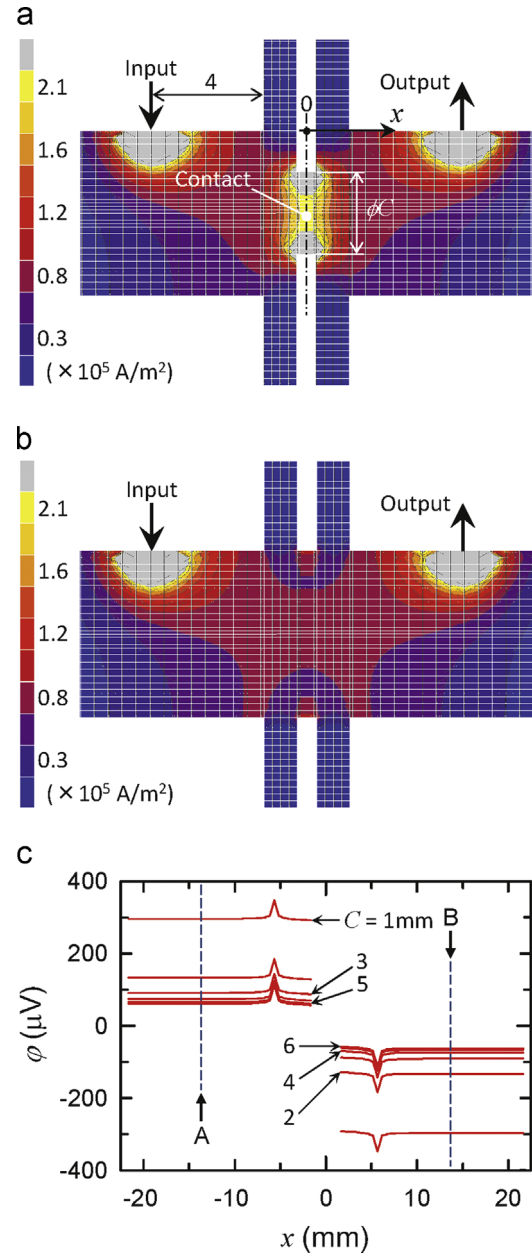 a
Input
4
0
Output
x
Contact
ϕC
2.1
1.6
1.2
0.8
0.3
(×10⁵ A/m²)
b
Input
Output
2.1
1.6
1.2
0.8
0.3
(×10⁵ A/m²)
c
400
200
0
-200
-400
φ (μV)
C = 1mm
3
5
B
6
4
2
A
-20 -10 0 10 20
x (mm)